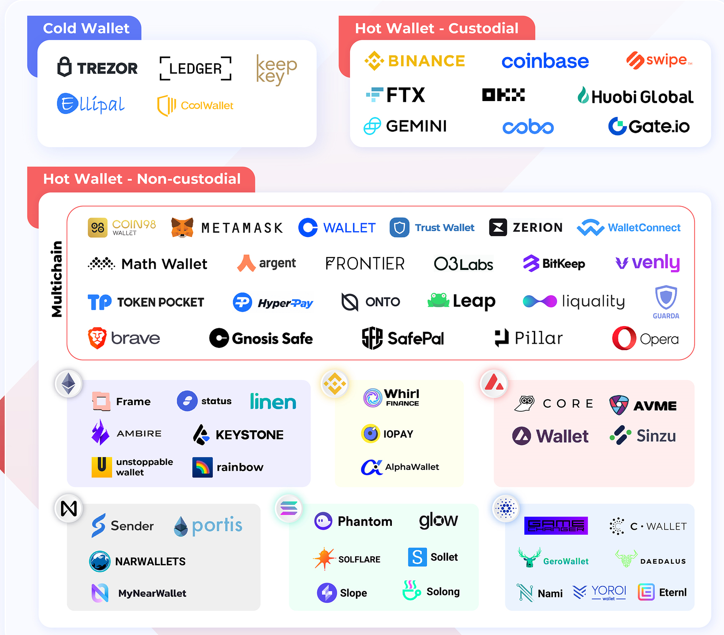 Cold Wallet
TREZOR
LEDGER
keep
key
Ellipal
CoolWallet
Hot Wallet - Custodial
BINANCE
coinbase
swipe
FTX
OKX
Huobi Global
GEMINI
cobo
Gate.io
Hot Wallet - Non-custodial
Multichain
98
COIN98
WALLET
METAMASK
WALLET
Trust Wallet
ZERION
WalletConnect
Math Wallet
argent
FRONTIER
O3Labs
BitKeep
venly
TP TOKEN POCKET
HyperPay
ONTO
Leap
liquality
GUARDA
brave
Gnosis Safe
SafePal
Pillar
Opera
Frame
status
linen
AMBIRE
KEYSTONE
U
unstoppable
wallet
rainbow
Whirl
FINANCE
IOPAY
AlphaWallet
CORE
AVME
Wallet
Sinzu
Sender
portis
NARWALLETS
MyNearWallet
Phantom
glow
SOLFLARE
S
Sollet
Slope
Solong
GAME
C・WALLET
GeroWallet
DAEDALUS
Nami
YOROI
wallet
Eternl